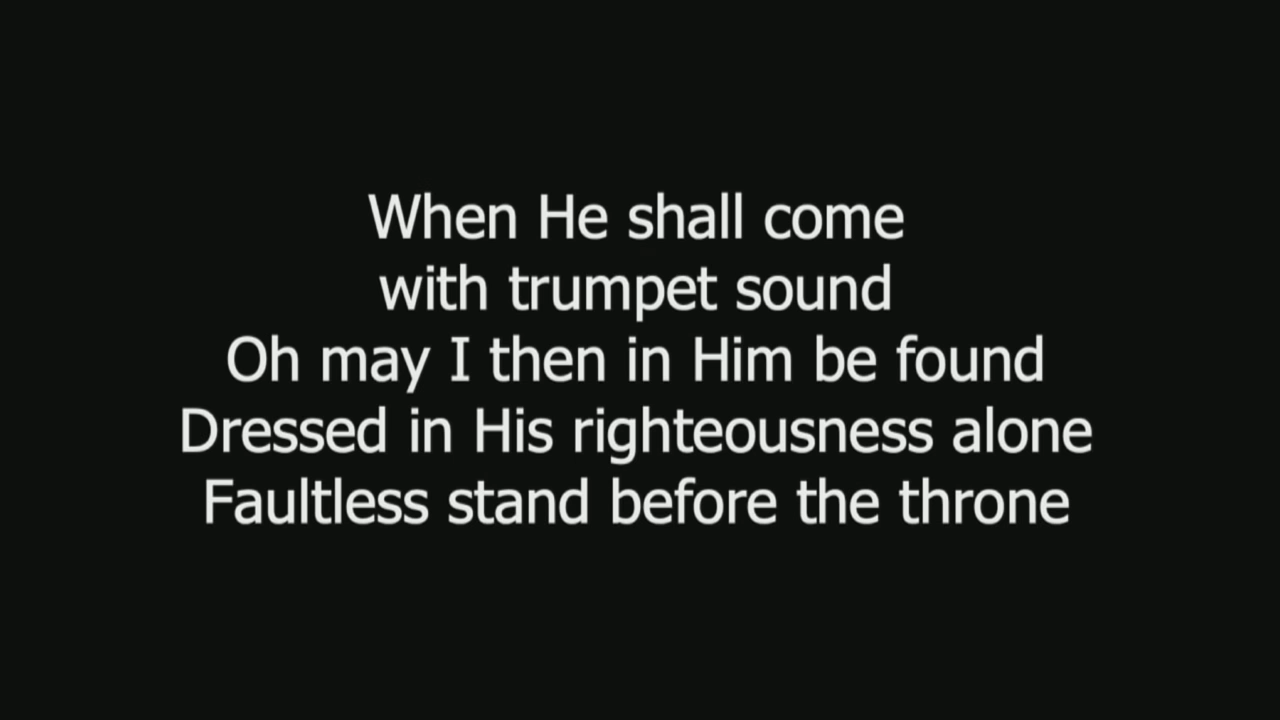 When He shall come
with trumpet sound
Oh may I then in Him be found
Dressed in His righteousness alone
Faultless stand before the throne